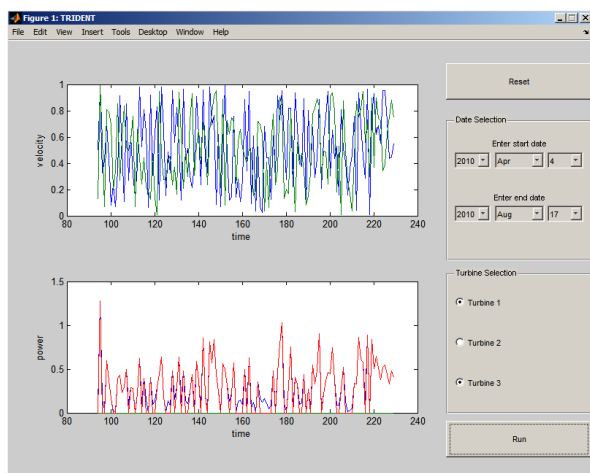 Figure 1: TRIDENT
File Edit View Insert Tools Desktop Window Help
1
0.8
0.6
0.4
0.2
0
velocity
80 100 120 140 160 180 200 220 240
time
1.5
1
0.5
0
power
80 100 120 140 160 180 200 220 240
time
Reset
Date Selection
Enter start date
2010 Apr 4
Enter end date
2010 Aug 17
Turbine Selection
Turbine 1
Turbine 2
Turbine 3
Run